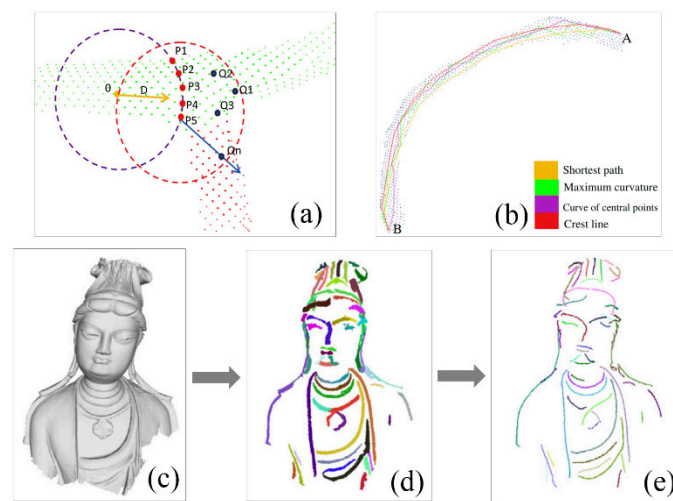 P1
P2
P3
P4
P5
Q2
Q1
Q3
Qn
θ
D
(a)
A
B
Shortest path
Maximum curvature
Curve of central points
Crest line
(b)
(c)
(d)
(e)